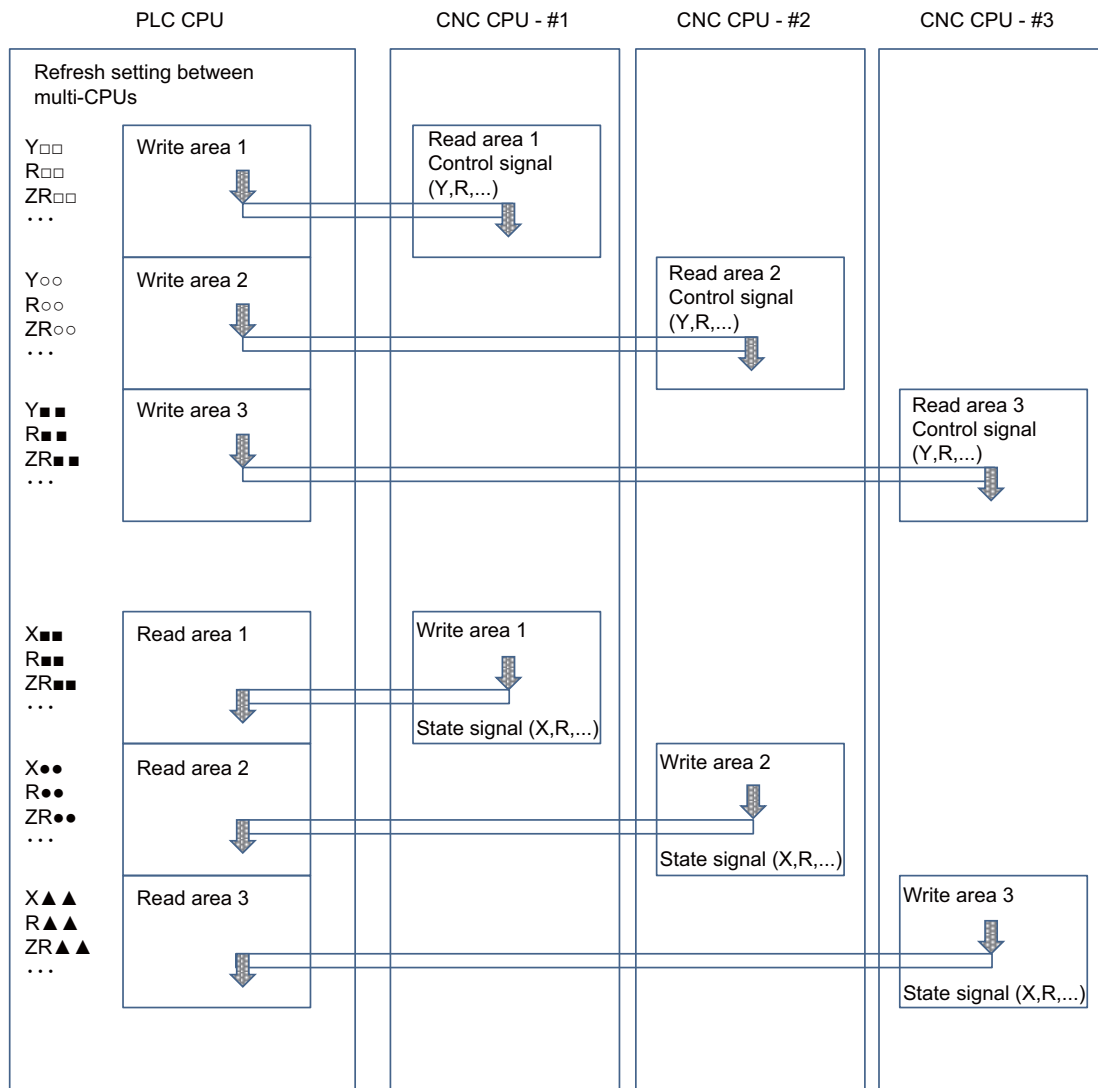 PLC CPU
CNC CPU - #1
CNC CPU - #2
CNC CPU - #3
Refresh setting between
multi-CPUs
Y□□
R□□
ZR□□
···
Write area 1
Read area 1
Control signal
(Y,R,...)
Y○○
R○○
ZR○○
···
Write area 2
Read area 2
Control signal
(Y,R,...)
Y■■
R■■
ZR■■
···
Write area 3
Read area 3
Control signal
(Y,R,...)
X■■
R■■
ZR■■
···
Read area 1
Write area 1
State signal (X,R,...)
X●●
R●●
ZR●●
···
Read area 2
Write area 2
State signal (X,R,...)
X▲▲
R▲▲
ZR▲▲
···
Read area 3
Write area 3
State signal (X,R,...)